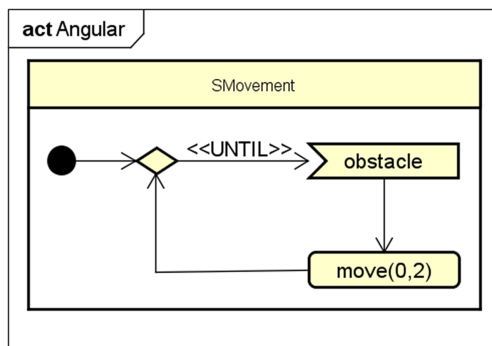 act Angular
SMovement
<<UNTIL>>
obstacle
move(0,2)